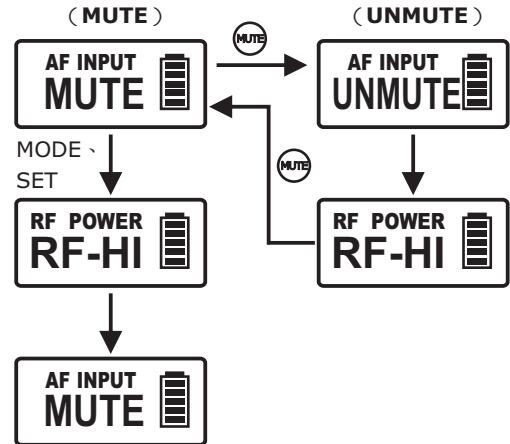 （MUTE）
（UNMUTE）
MUTE
AF INPUT
MUTE
AF INPUT
UNMUTE
MODE、
SET
MUTE
RF POWER
RF-HI
RF POWER
RF-HI
AF INPUT
MUTE